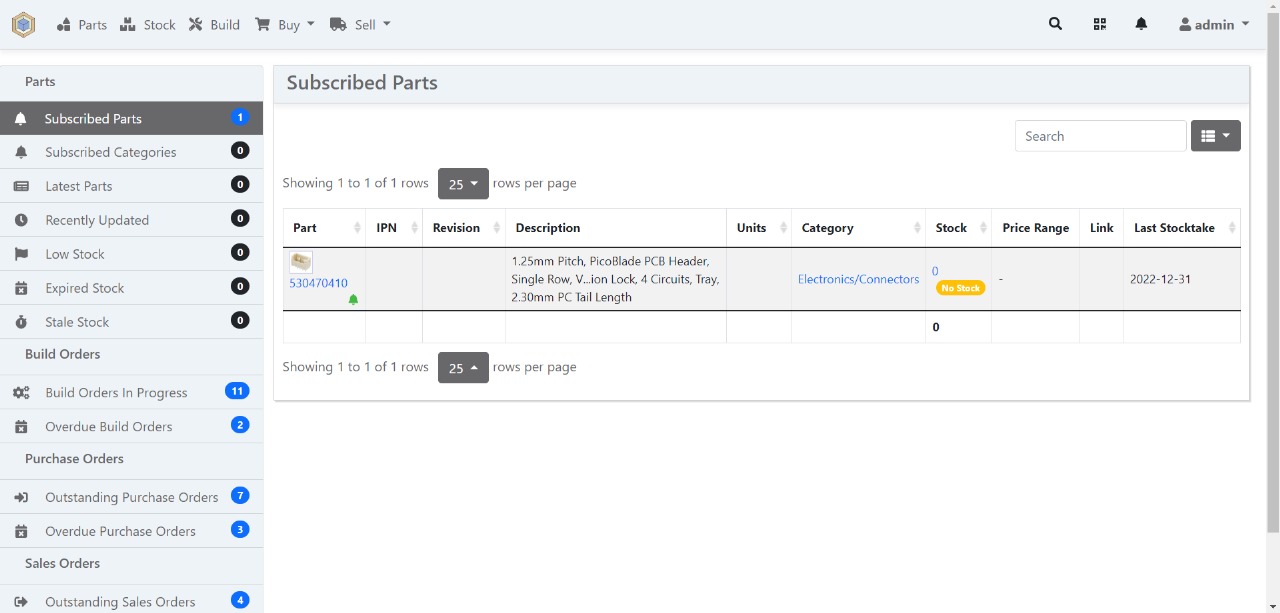 Parts Stock Build Buy Sell admin
Parts
Subscribed Parts 1
Subscribed Categories 0
Latest Parts 0
Recently Updated 0
Low Stock 0
Expired Stock 0
Stale Stock 0
Build Orders
Build Orders In Progress 11
Overdue Build Orders 2
Purchase Orders
Outstanding Purchase Orders 7
Overdue Purchase Orders 3
Sales Orders
Outstanding Sales Orders 4
Subscribed Parts
Search
Showing 1 to 1 of 1 rows 25 rows per page
Part IPN Revision Description Units Category Stock Price Range Link Last Stocktake
530470410
1.25mm Pitch, PicoBlade PCB Header,
Single Row, V...ion Lock, 4 Circuits, Tray,
2.30mm PC Tail Length
Electronics/Connectors
0
No Stock
-
2022-12-31
0
Showing 1 to 1 of 1 rows 25 rows per page